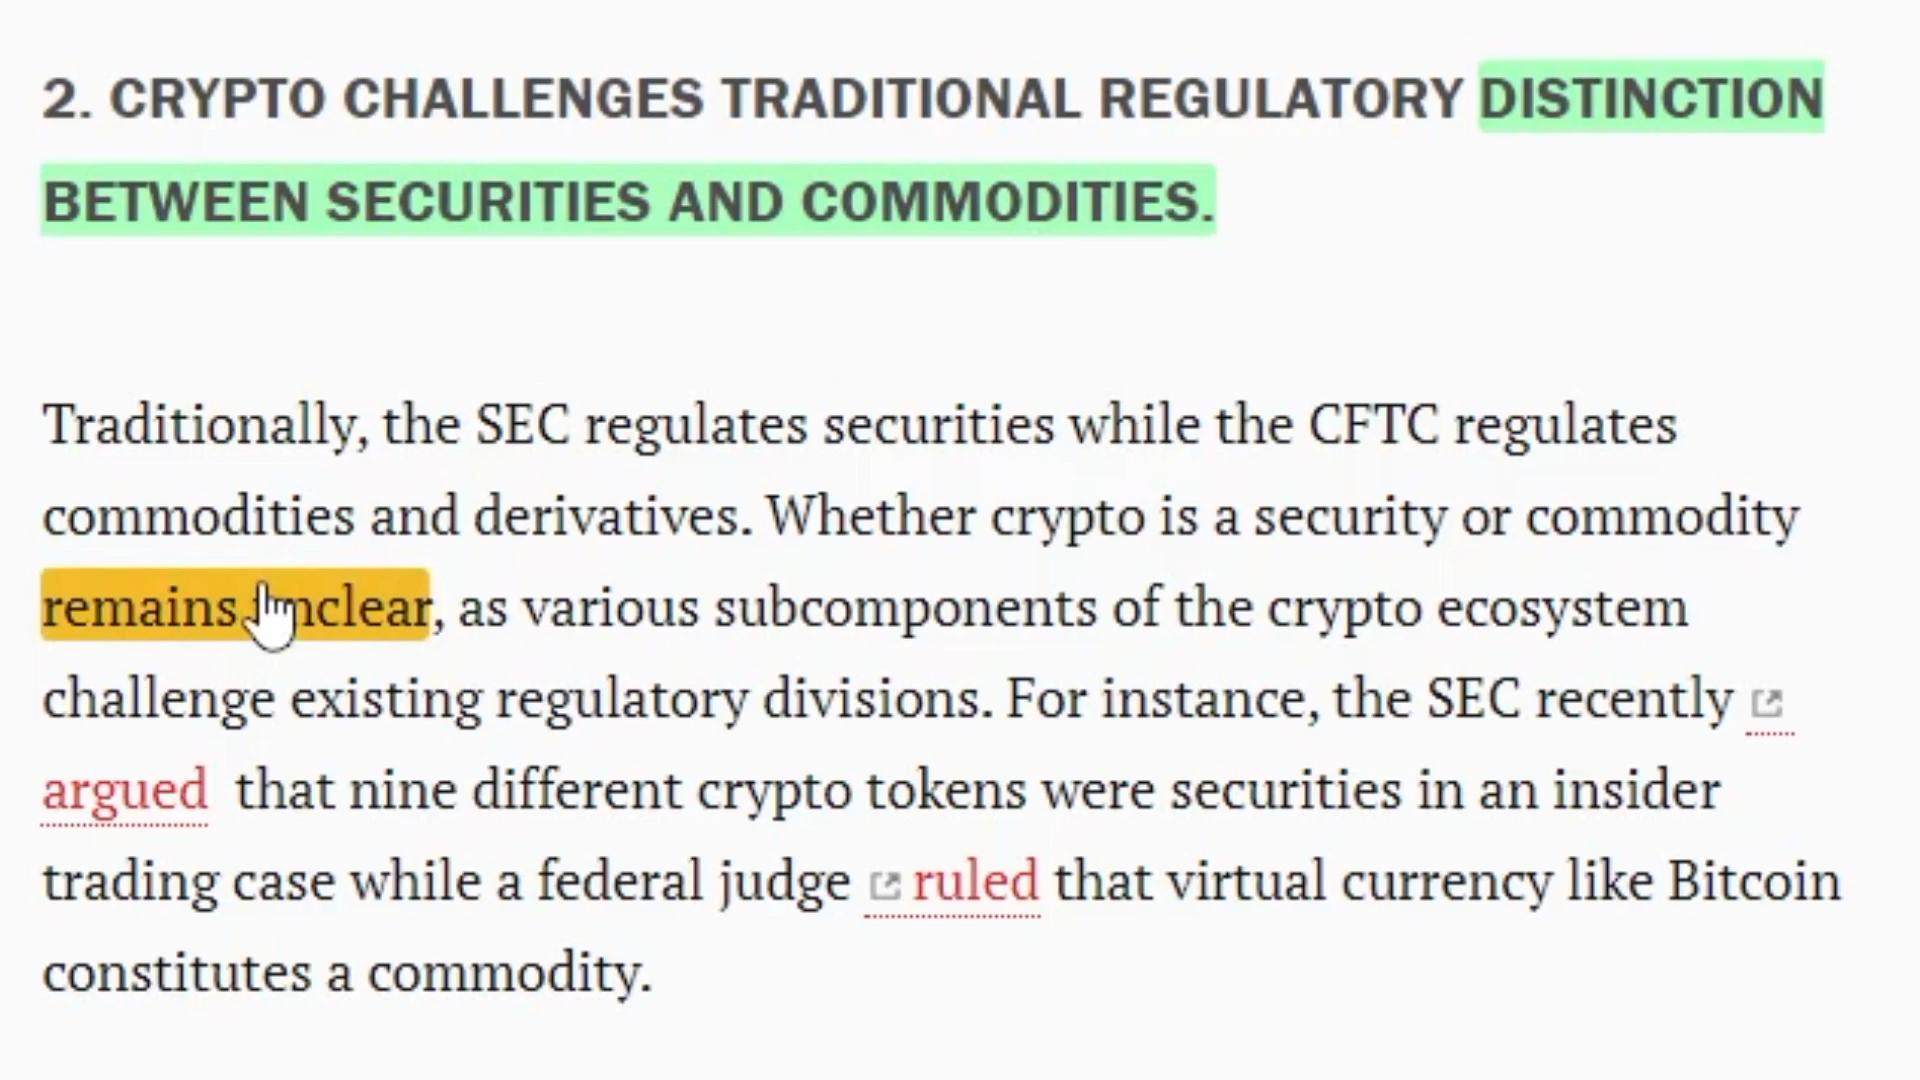 2. CRYPTO CHALLENGES TRADITIONAL REGULATORY DISTINCTION
BETWEEN SECURITIES AND COMMODITIES.
Traditionally, the SEC regulates securities while the CFTC regulates
commodities and derivatives. Whether crypto is a security or commodity
remains unclear, as various subcomponents of the crypto ecosystem
challenge existing regulatory divisions. For instance, the SEC recently
argued that nine different crypto tokens were securities in an insider
trading case while a federal judge ruled that virtual currency like Bitcoin
constitutes a commodity.